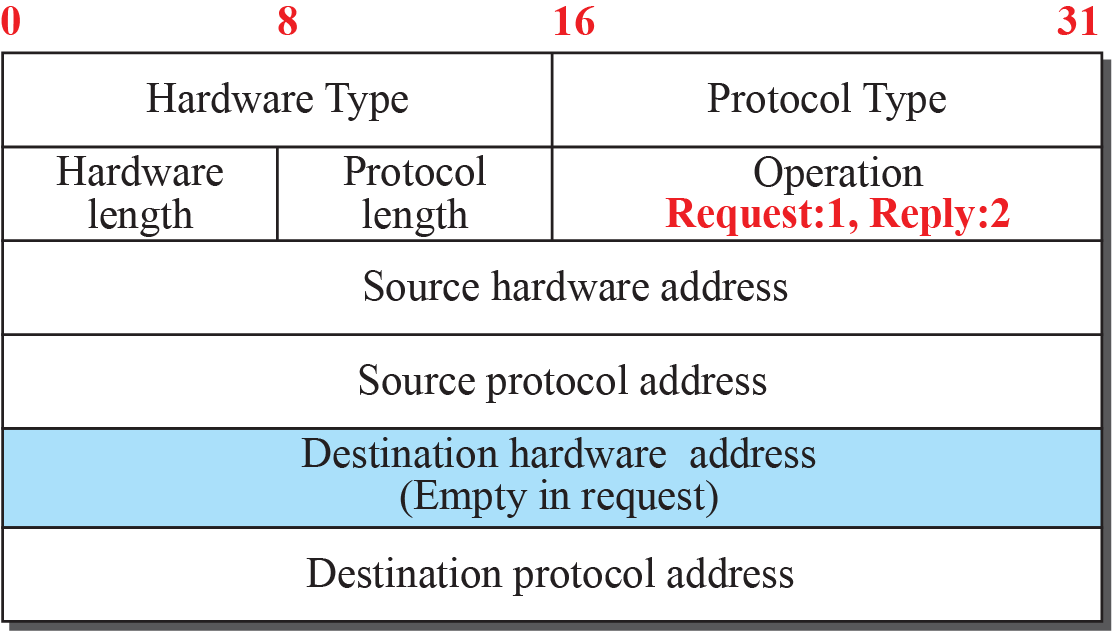 0 8 16 31
Hardware Type Protocol Type
Hardware length
Protocol length
Operation
Request:1, Reply:2
Source hardware address
Source protocol address
Destination hardware address
(Empty in request)
Destination protocol address